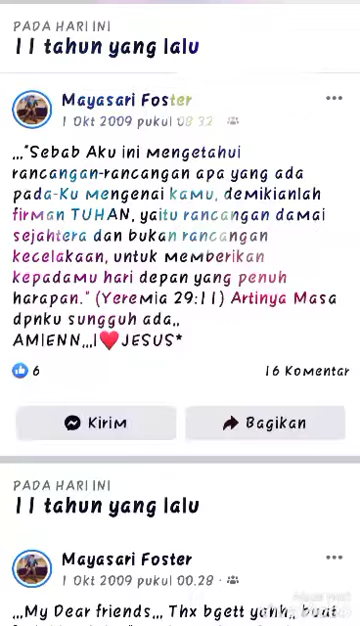 PADA HARI INI
11 tahun yang lalu
Mayasari Foster
1 Okt 2009 pukul 08.32
,,,"Sebab Aku ini mengetahui
rancangan-rancangan apa yang ada
pada-Ku mengenai kamu, demikianlah
firman TUHAN, yaitu rancangan damai
sejahtera dan bukan rancangan
kecelakaan, untuk memberikan
kepadamu hari depan yang penuh
harapan." (Yeremia 29:11) Artinya Masa
dpnku sungguh ada,,
AMIENN,,,I❤️JESUS*
6
16 Komentar
Kirim
Bagikan
PADA HARI INI
11 tahun yang lalu
Mayasari Foster
1 Okt 2009 pukul 00.28 ·
,,,My Dear friends,,, Thx bgett yahh,, buat